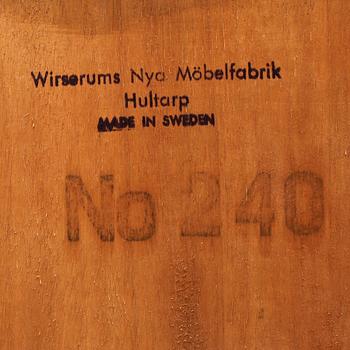 Wirserums Nya Möbelfabrik
Hultarp
MADE IN SWEDEN
No 240